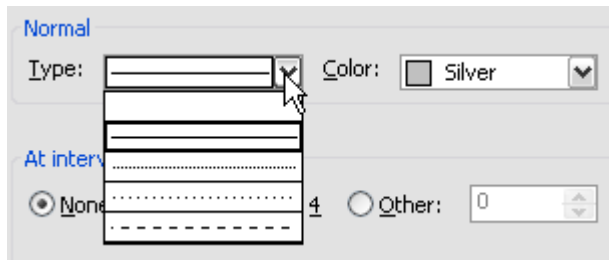 Normal
Type: Color: Silver
At interv
None 4 Other: 0